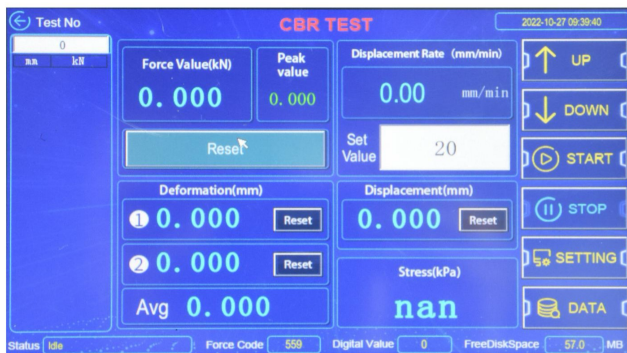 Test No
CBR TEST
2022-10-27 09:39:40
0
mm kN
Force Value(kN)
0.000
Peak
value
0.000
Displacement Rate (mm/min)
0.00 mm/min
Reset
Set
Value
20
Deformation(mm)
1 0.000 Reset
2 0.000 Reset
Avg 0.000
Displacement(mm)
0.000 Reset
Stress(kPa)
nan
UP
DOWN
START
STOP
SETTING
DATA
Status Idle Force Code 559 Digital Value 0 FreeDiskSpace 57.0 MB